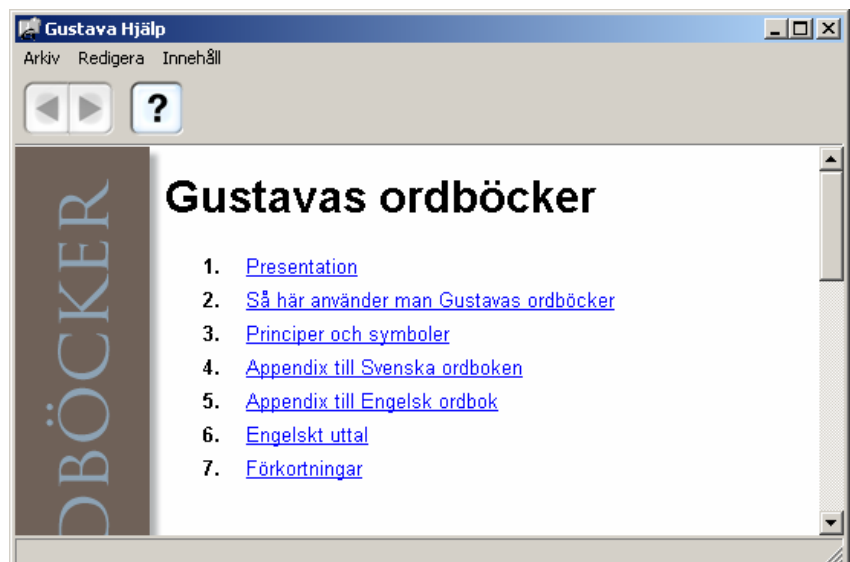 Gustava Hjälp
Arkiv Redigera Innehåll
?
Gustavas ordböcker
1. Presentation
2. Så här använder man Gustavas ordböcker
3. Principer och symboler
4. Appendix till Svenska ordboken
5. Appendix till Engelsk ordbok
6. Engelskt uttal
7. Förkortningar
DBÖCKER